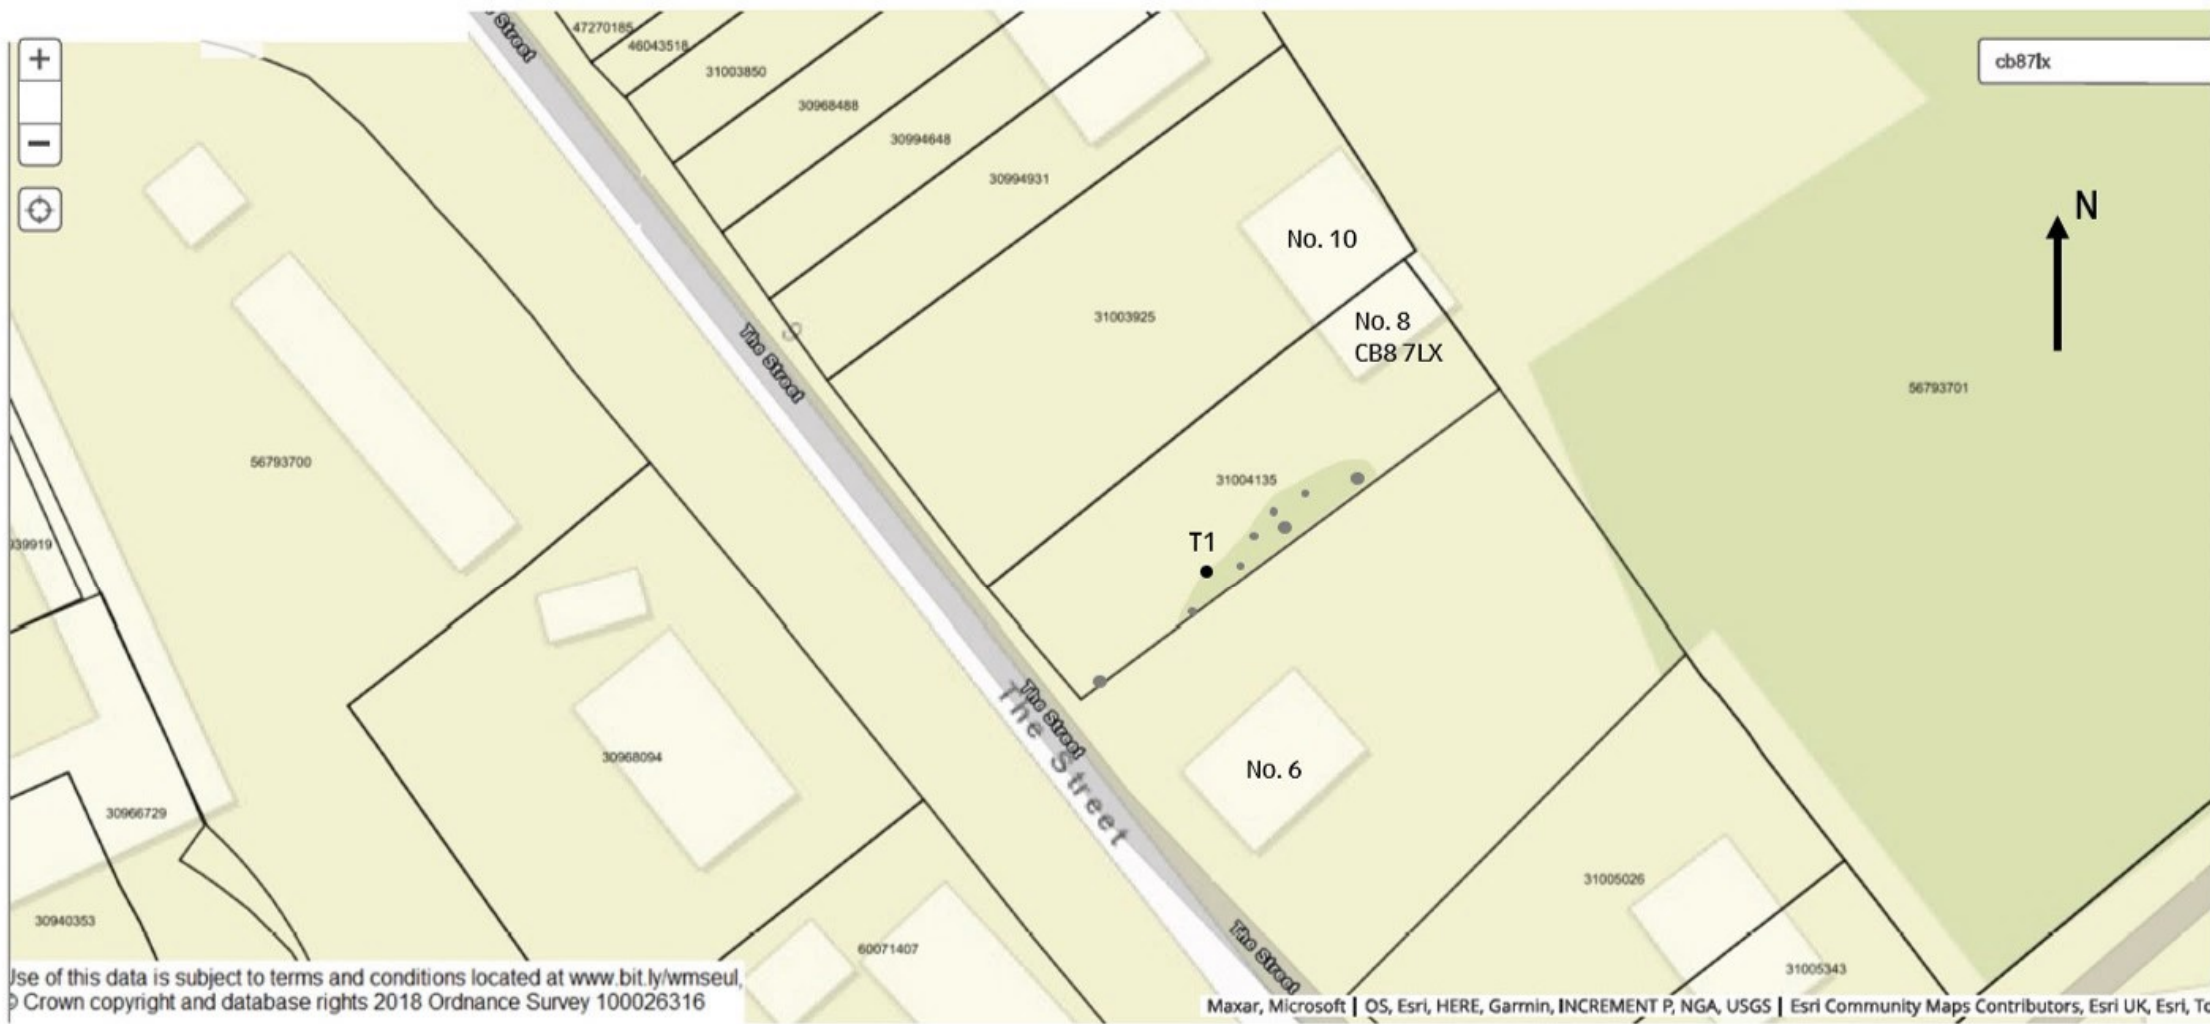 The Street
47270185
46043518
31003850
30968488
30994648
30994931
cb87lx
N
No. 10
31003925
No. 8
CB8 7LX
The Street
56793701
56793700
31004135
T1
39919
The Street
The Street
30968094
No. 6
30966729
31005026
30940353
60071407
The Street
31005343
Use of this data is subject to terms and conditions located at www.bit.ly/wmseul,
© Crown copyright and database rights 2018 Ordnance Survey 100026316
Maxar, Microsoft | OS, Esri, HERE, Garmin, INCREMENT P, NGA, USGS | Esri Community Maps Contributors, Esri UK, Esri, To